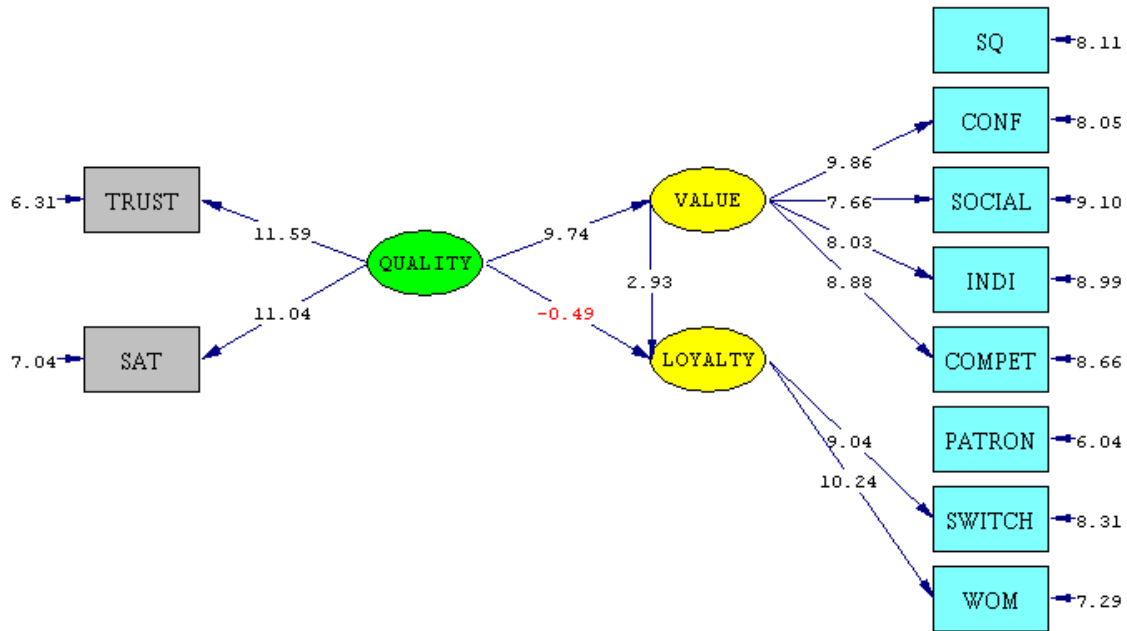 SQ
8.11
CONF
8.05
9.86
6.31
TRUST
VALUE
7.66
SOCIAL
9.10
11.59
9.74
8.03
QUALITY
2.93
8.88
INDI
8.99
11.04
-0.49
7.04
SAT
LOYALTY
COMPET
8.66
9.04
PATRON
6.04
10.24
SWITCH
8.31
WOM
7.29